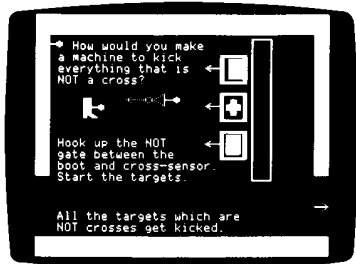 How would you make
a machine to kick
everything that is
NOT a cross?
Hook up the NOT
gate between the
boot and cross-sensor.
Start the targets.
All the targets which are
NOT crosses get kicked.